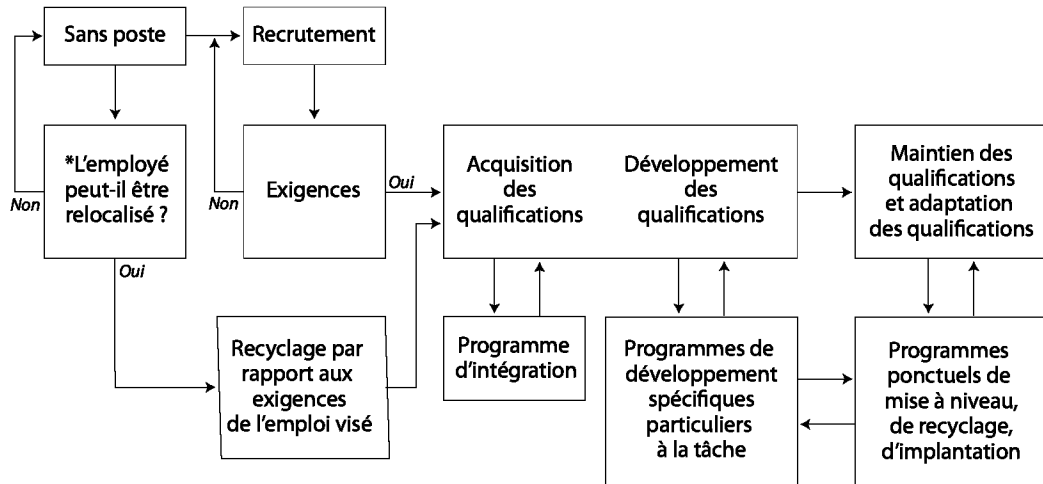 Sans poste
Recrutement
*L'employé
peut-il être
relocalisé ?
Non
Oui
Exigences
Non
Oui
Acquisition
des
qualifications
Développement
des
qualifications
Maintien des
qualifications
et adaptation
des qualifications
Recyclage par
rapport aux
exigences
de l'emploi visé
Programme
d'intégration
Programmes de
développement
spécifiques
particuliers
à la tâche
Programmes
ponctuels de
mise à niveau,
de recyclage,
d'implantation